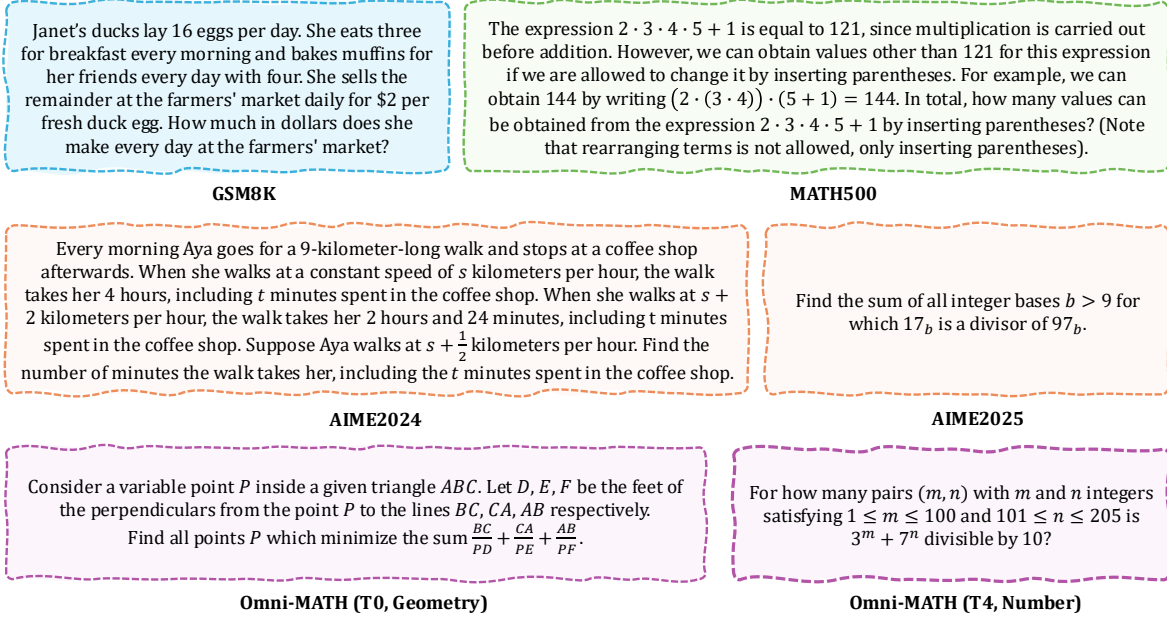 Janet's ducks lay 16 eggs per day. She eats three
for breakfast every morning and bakes muffins for
her friends every day with four. She sells the
remainder at the farmers' market daily for $2 per
fresh duck egg. How much in dollars does she
make every day at the farmers' market?
GSM8K
The expression 2 · 3 · 4 · 5 + 1 is equal to 121, since multiplication is carried out
before addition. However, we can obtain values other than 121 for this expression
if we are allowed to change it by inserting parentheses. For example, we can
obtain 144 by writing (2 · (3 · 4)) · (5 + 1) = 144. In total, how many values can
be obtained from the expression 2 · 3 · 4 · 5 + 1 by inserting parentheses? (Note
that rearranging terms is not allowed, only inserting parentheses).
MATH500
Every morning Aya goes for a 9-kilometer-long walk and stops at a coffee shop
afterwards. When she walks at a constant speed of s kilometers per hour, the walk
takes her 4 hours, including t minutes spent in the coffee shop. When she walks at s +
2 kilometers per hour, the walk takes her 2 hours and 24 minutes, including t minutes
spent in the coffee shop. Suppose Aya walks at s + 1/2 kilometers per hour. Find the
number of minutes the walk takes her, including the t minutes spent in the coffee shop.
AIME2024
Find the sum of all integer bases b > 9 for
which 17_b is a divisor of 97_b.
AIME2025
Consider a variable point P inside a given triangle ABC. Let D, E, F be the feet of
the perpendiculars from the point P to the lines BC, CA, AB respectively.
Find all points P which minimize the sum BC/PD + CA/PE + AB/PF.
Omni-MATH (T0, Geometry)
For how many pairs (m, n) with m and n integers
satisfying 1 ≤ m ≤ 100 and 101 ≤ n ≤ 205 is
3^m + 7^n divisible by 10?
Omni-MATH (T4, Number)